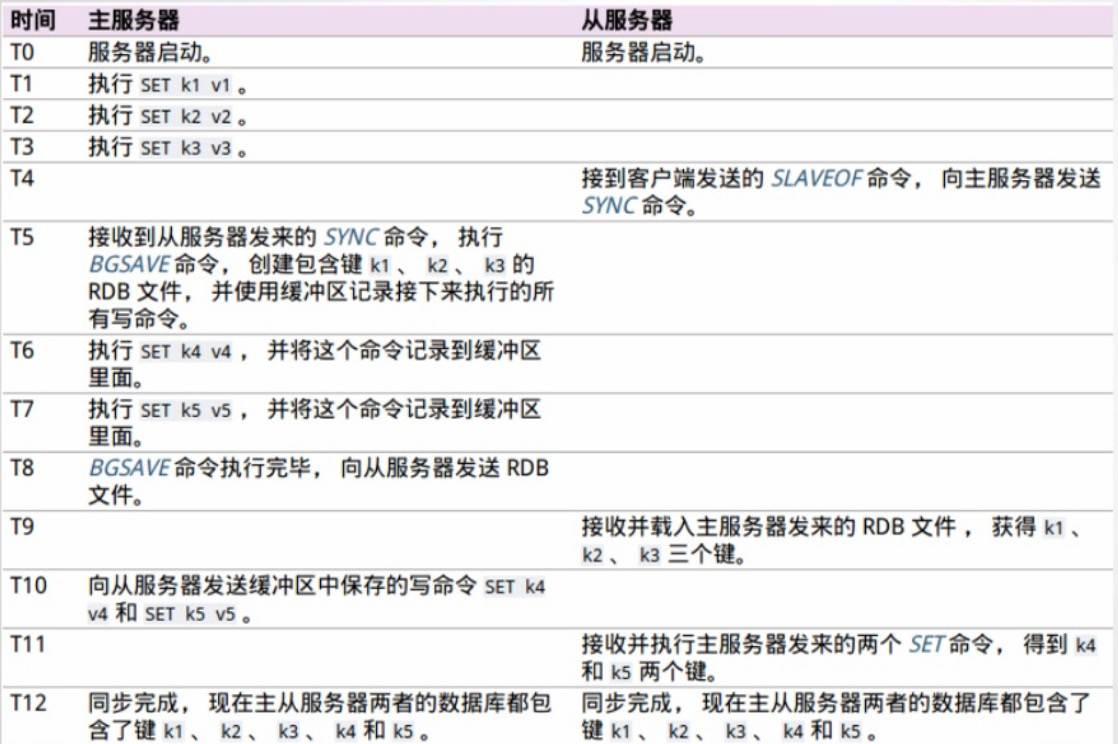 时间 主服务器 从服务器
T0 服务器启动。 服务器启动。
T1 执行 SET k1 v1 。
T2 执行 SET k2 v2 。
T3 执行 SET k3 v3 。
T4 接到客户端发送的 SLAVEOF 命令， 向主服务器发送
SYNC 命令。
T5 接收到从服务器发来的 SYNC 命令， 执行
BGSAVE 命令， 创建包含键 k1 、 k2 、 k3 的
RDB 文件， 并使用缓冲区记录接下来执行的所
有写命令。
T6 执行 SET k4 v4 ， 并将这个命令记录到缓冲区
里面。
T7 执行 SET k5 v5 ， 并将这个命令记录到缓冲区
里面。
T8 BGSAVE 命令执行完毕， 向从服务器发送 RDB
文件。
T9 接收并载入主服务器发来的 RDB 文件 ， 获得 k1 、
k2 、 k3 三个键。
T10 向从服务器发送缓冲区中保存的写命令 SET k4
v4 和 SET k5 v5 。
T11 接收并执行主服务器发来的两个 SET 命令， 得到 k4
和 k5 两个键。
T12 同步完成， 现在主从服务器两者的数据库都包
含了键 k1 、 k2 、 k3 、 k4 和 k5 。
同步完成， 现在主从服务器两者的数据库都包含了
键 k1 、 k2 、 k3 、 k4 和 k5 。